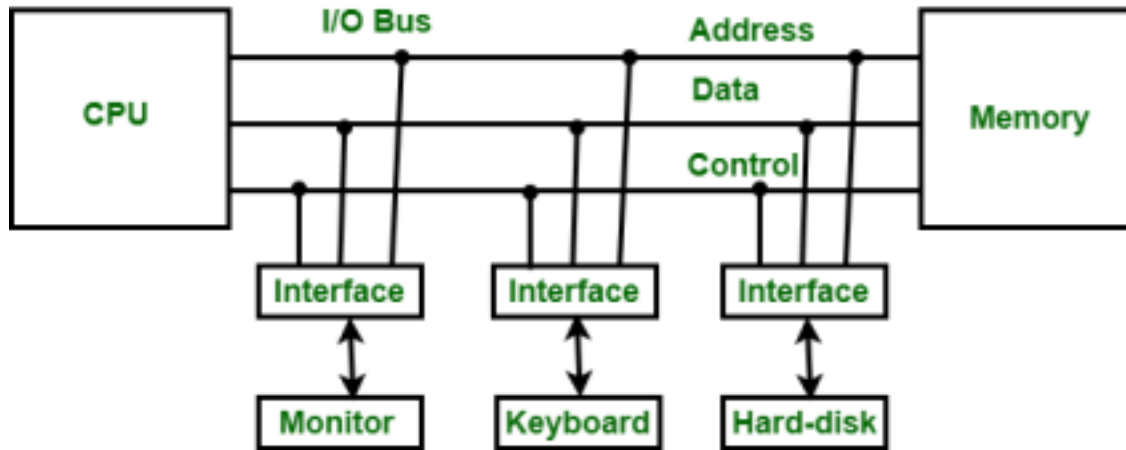 I/O Bus
Address
CPU
Data
Memory
Control
Interface
Interface
Interface
Monitor
Keyboard
Hard-disk